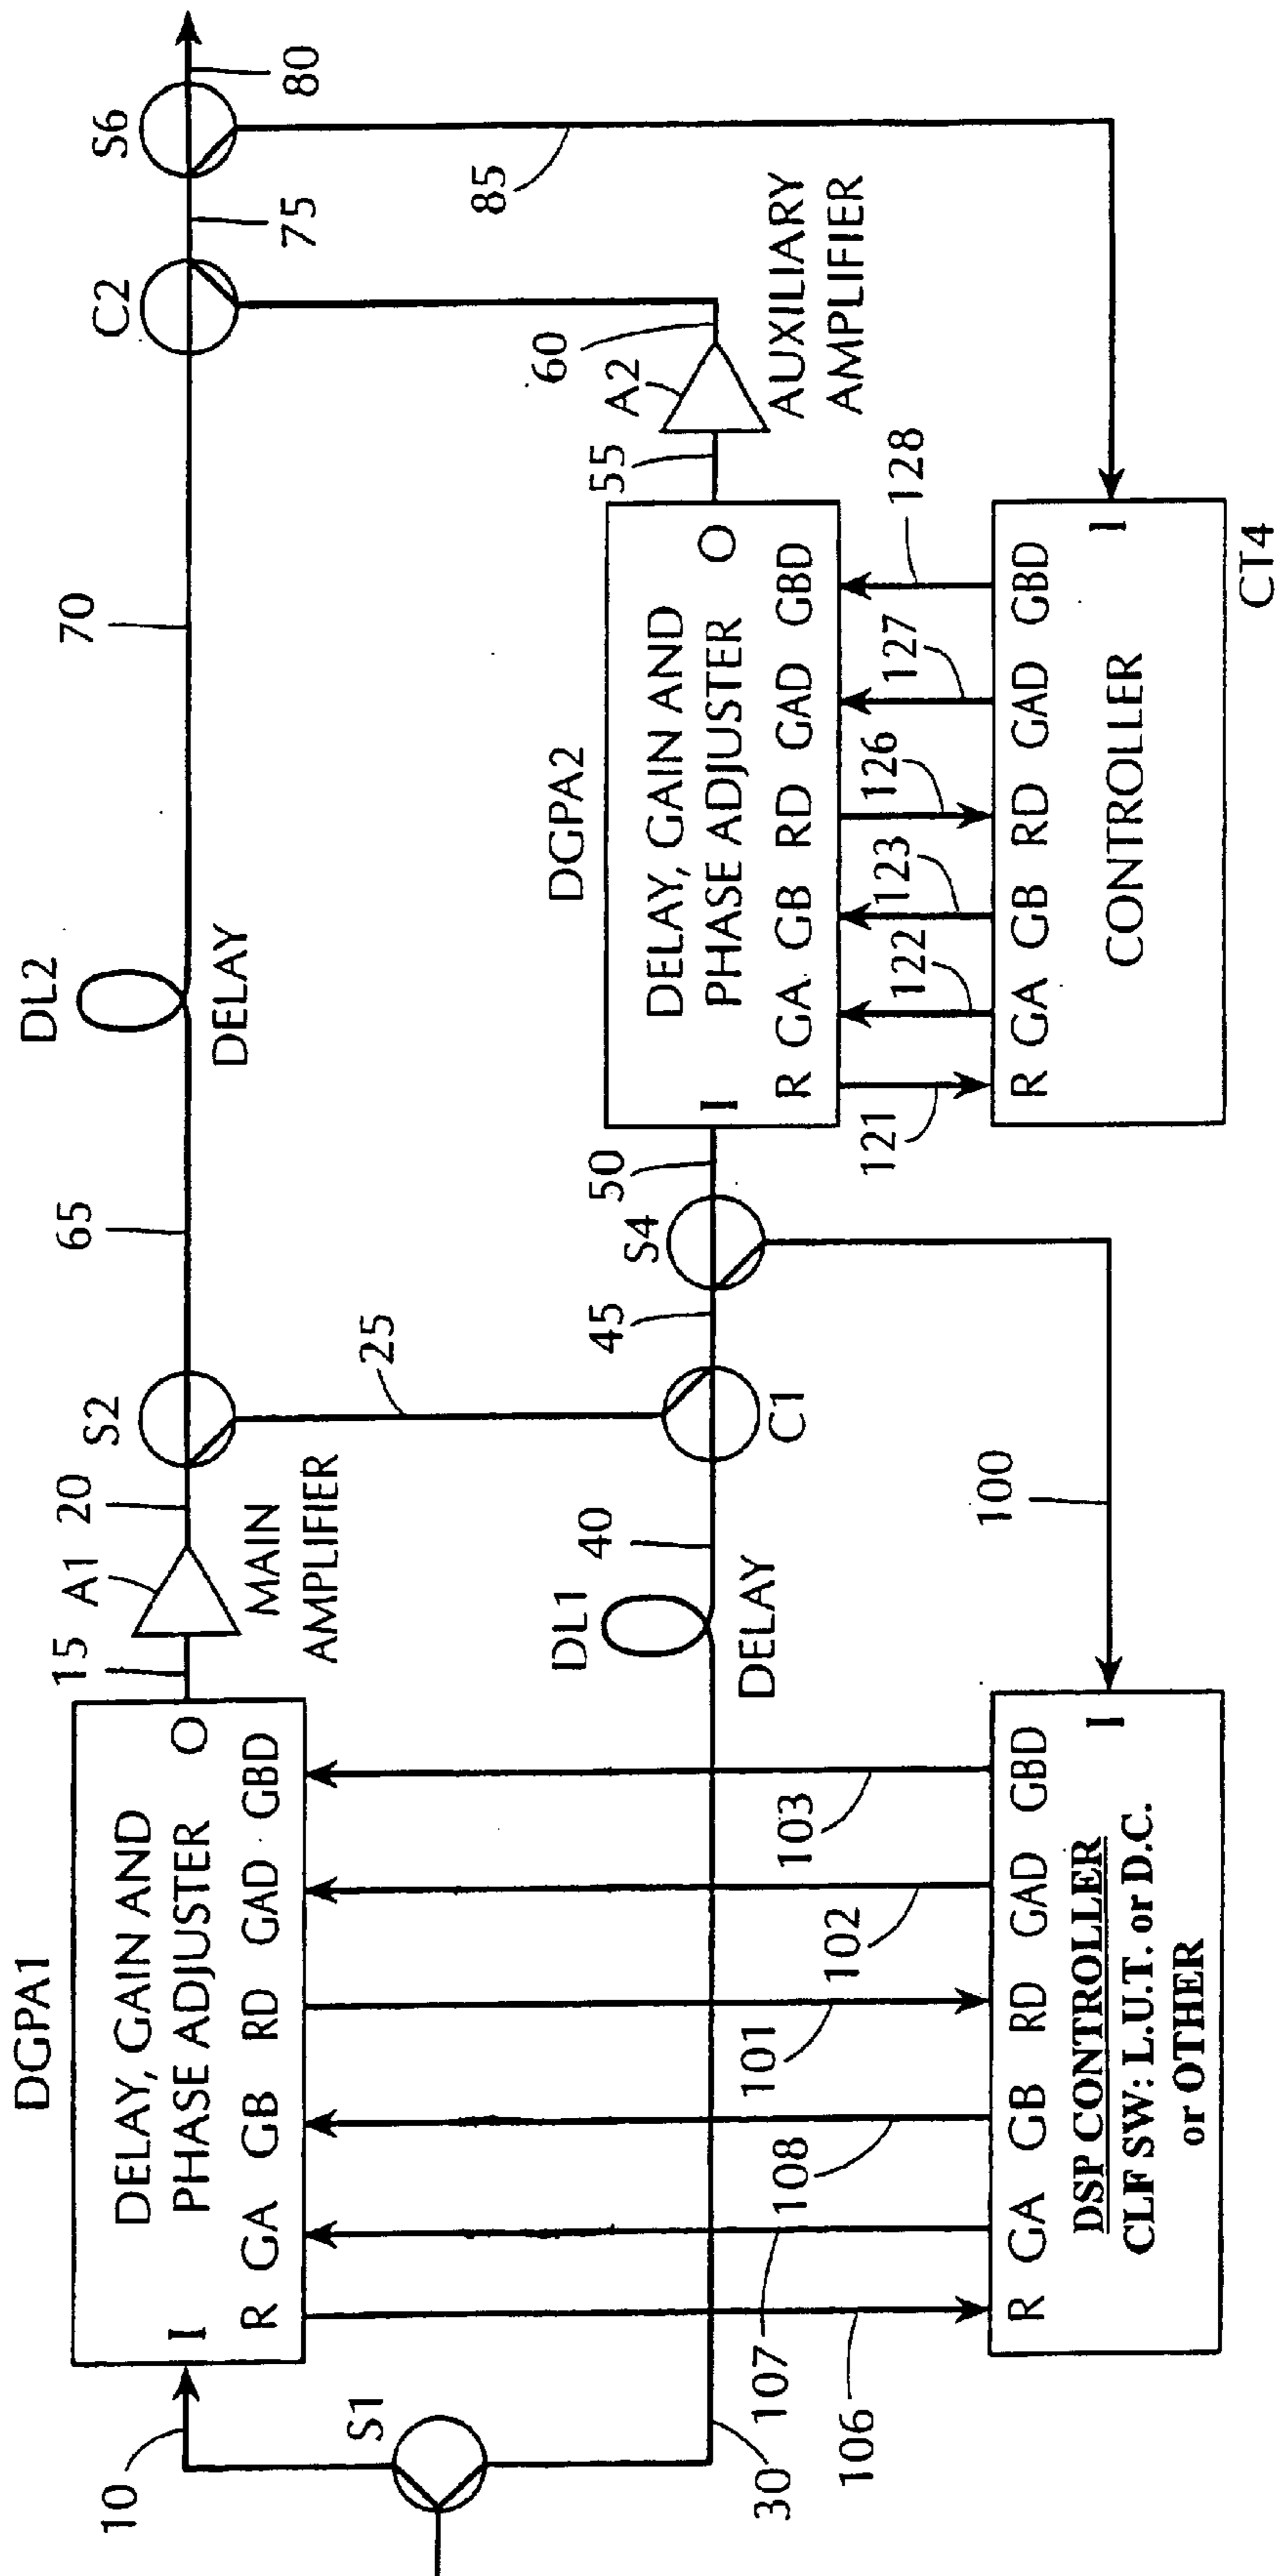 DGPA1
DELAY, GAIN AND
PHASE ADJUSTER
I
O
R GA GB RD GAD GBD
10
S1
15
A1
MAIN
AMPLIFIER
20
S2
65
DL2
DELAY
70
C2
75
S6
80
25
30
DL1
DELAY
40
C1
45
S4
50
DGPA2
DELAY, GAIN AND
PHASE ADJUSTER
I
O
R GA GB RD GAD GBD
55
A2
60
AUXILIARY
AMPLIFIER
85
106
107
108
101
102
103
100
121
122
123
126
127
128
R GA GB RD GAD GBD
DSP CONTROLLER
CLF SW: L.U.T. or D.C.
or OTHER
I
R GA GB RD GAD GBD
CONTROLLER
I
CT4